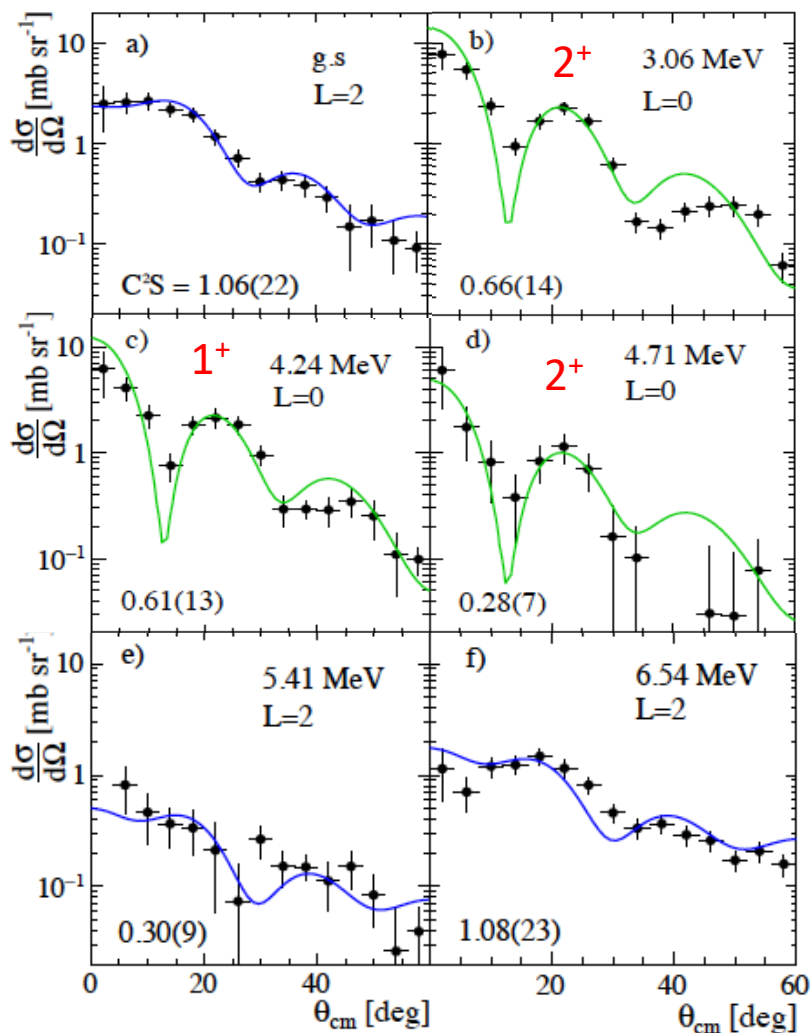 a)
g.s
L=2
C²S = 1.06(22)
dσ/dΩ [mb sr⁻¹]
10
1
10⁻¹
b)
2⁺
3.06 MeV
L=0
0.66(14)
c)
1⁺
4.24 MeV
L=0
0.61(13)
dσ/dΩ [mb sr⁻¹]
10
1
10⁻¹
d)
2⁺
4.71 MeV
L=0
0.28(7)
e)
5.41 MeV
L=2
0.30(9)
dσ/dΩ [mb sr⁻¹]
10
1
10⁻¹
f)
6.54 MeV
L=2
1.08(23)
0 20 40 20 40 60
θcm [deg] θcm [deg]